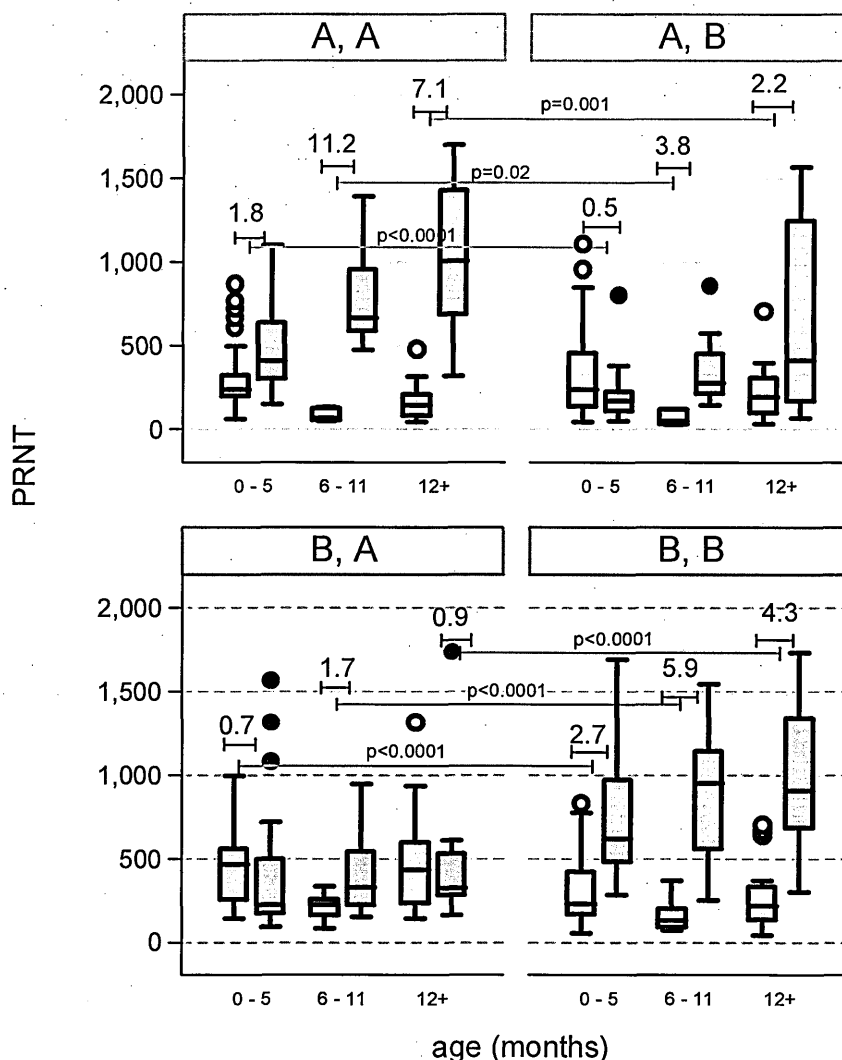 A, A
A, B
7.1
2.2
2,000
p=0.001
11.2
3.8
1,500
p=0.02
1.8
0.5
p<0.0001
1,000
500
0
0 - 5
6 - 11
12+
0 - 5
6 - 11
12+
PRNT
B, A
B, B
2,000
0.9
4.3
p<0.0001
1.7
5.9
1,500
p<0.0001
0.7
2.7
p<0.0001
1,000
500
0
0 - 5
6 - 11
12+
0 - 5
6 - 11
12+
age (months)